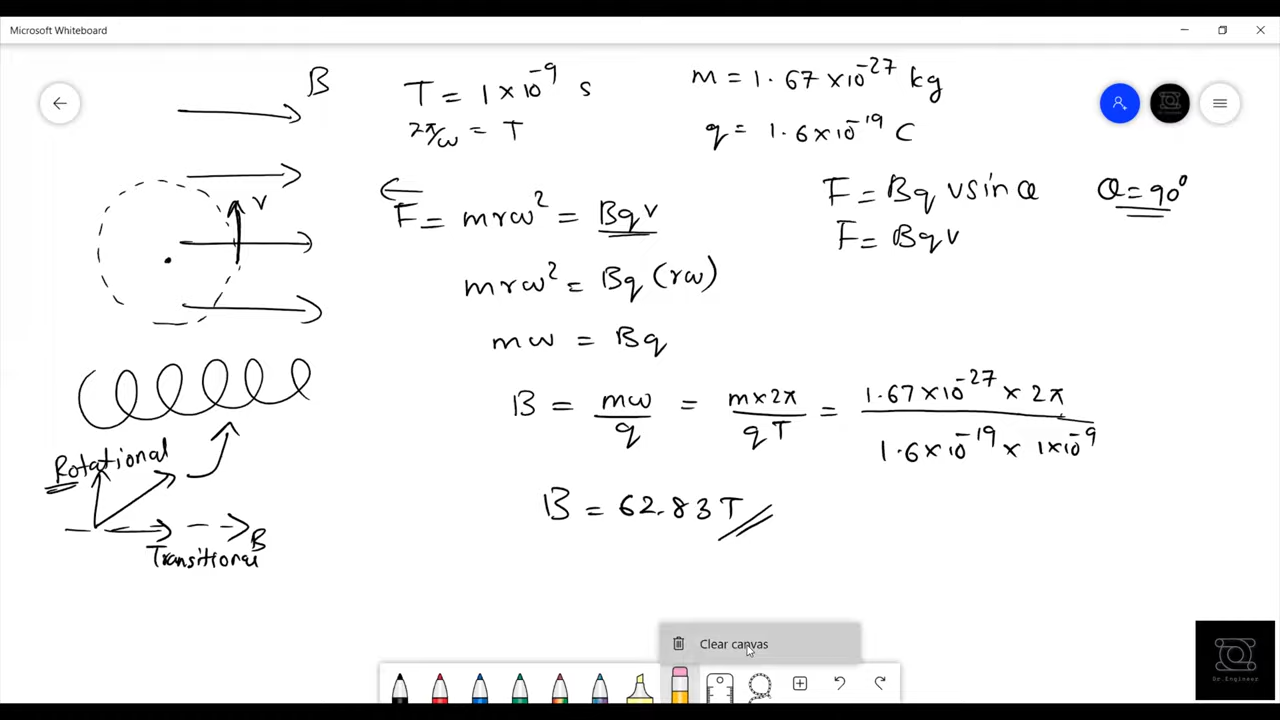 Microsoft Whiteboard
B
T = 1 × 10⁻⁹ s
2π/ω = T
m = 1.67 × 10⁻²⁷ kg
q = 1.6 × 10⁻¹⁹ C
V
F = mrω² = Bqv
F = Bq v sin θ
θ = 90°
F = Bqv
mrω² = Bq (rω)
mω = Bq
B = mω/q = m×2π/qT = 1.67×10⁻²⁷ × 2π / 1.6×10⁻¹⁹ × 1×10⁻⁹
Rotational
B = 62.83 T
B
Transitional
Clear canvas
Dr.Engineer